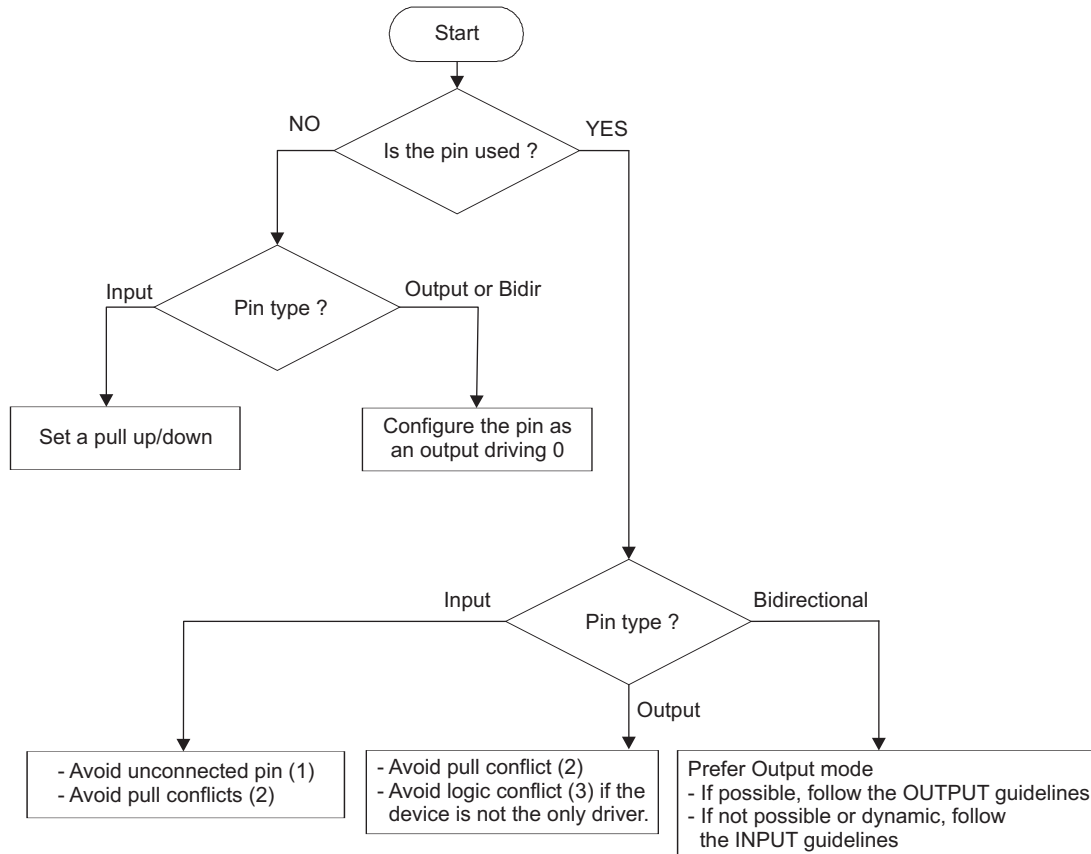 Start
NO
YES
Is the pin used ?
Input
Output or Bidir
Pin type ?
Set a pull up/down
Configure the pin as
an output driving 0
Input
Bidirectional
Pin type ?
Output
- Avoid unconnected pin (1)
- Avoid pull conflicts (2)
- Avoid pull conflict (2)
- Avoid logic conflict (3) if the
device is not the only driver.
Prefer Output mode
- If possible, follow the OUTPUT guidelines
- If not possible or dynamic, follow
the INPUT guidelines